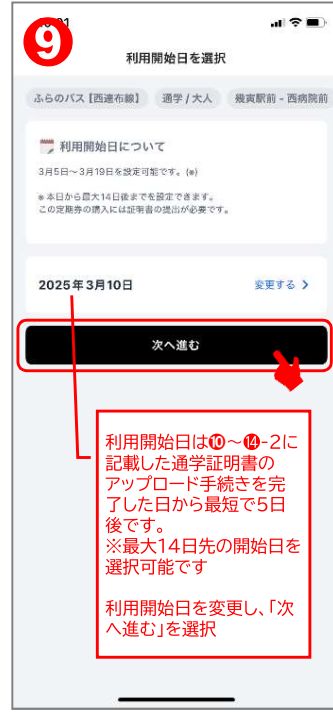 ❾
利用開始日を選択
ふらのバス【西達布線】 通学 / 大人 幾寅駅前 - 西病院前
利用開始日について
3月5日~3月19日を設定可能です。(※)
※本日から最大14日後までを設定できます。
この定期券の購入には証明書の提出が必要です。
2025年3月10日 変更する
次へ進む
利用開始日は❿~⓮-2に
記載した通学証明書の
アップロード手続きを完
了した日から最短で5日
後です。
※最大14日先の開始日を
選択可能です
利用開始日を変更し、「次
へ進む」を選択